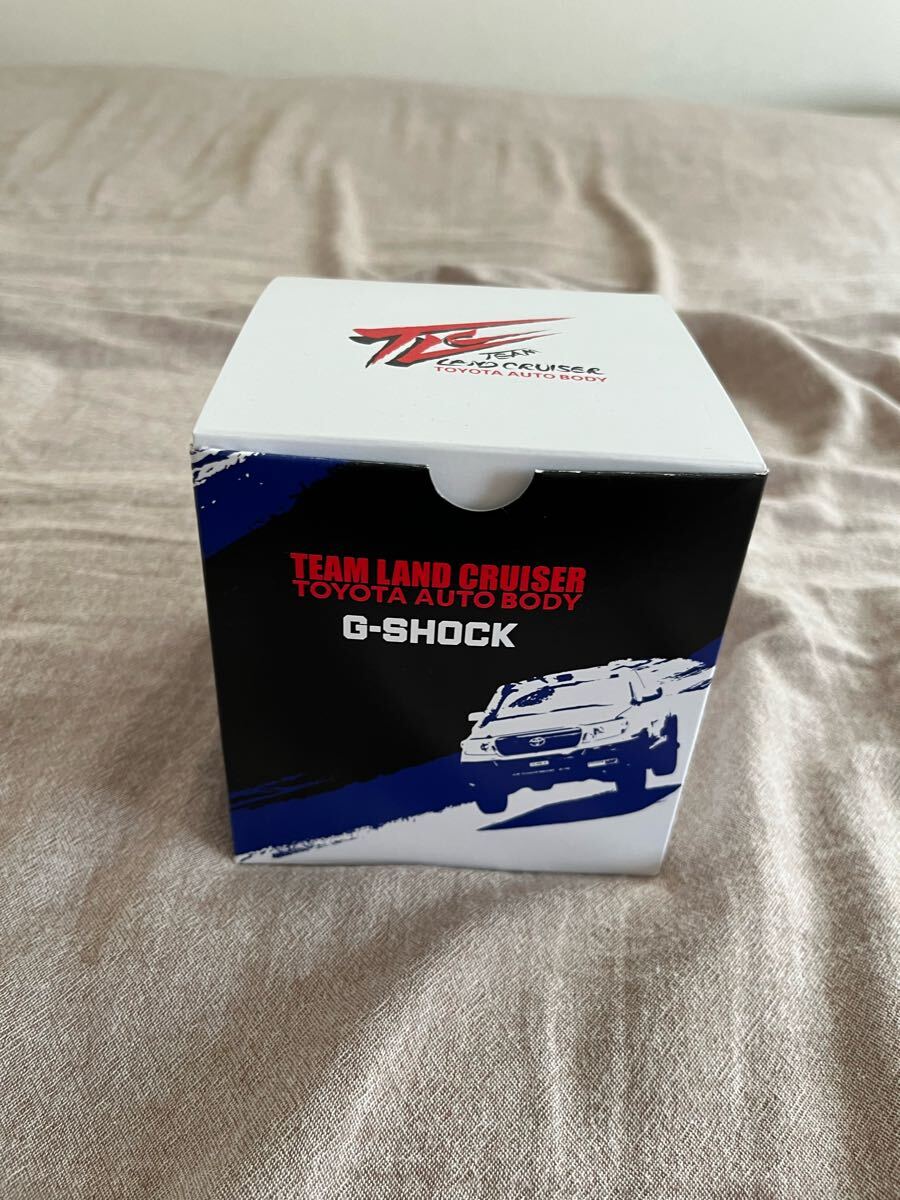 TLC
TEAM
LAND CRUISER
TOYOTA AUTO BODY
TEAM LAND CRUISER
TOYOTA AUTO BODY
G-SHOCK